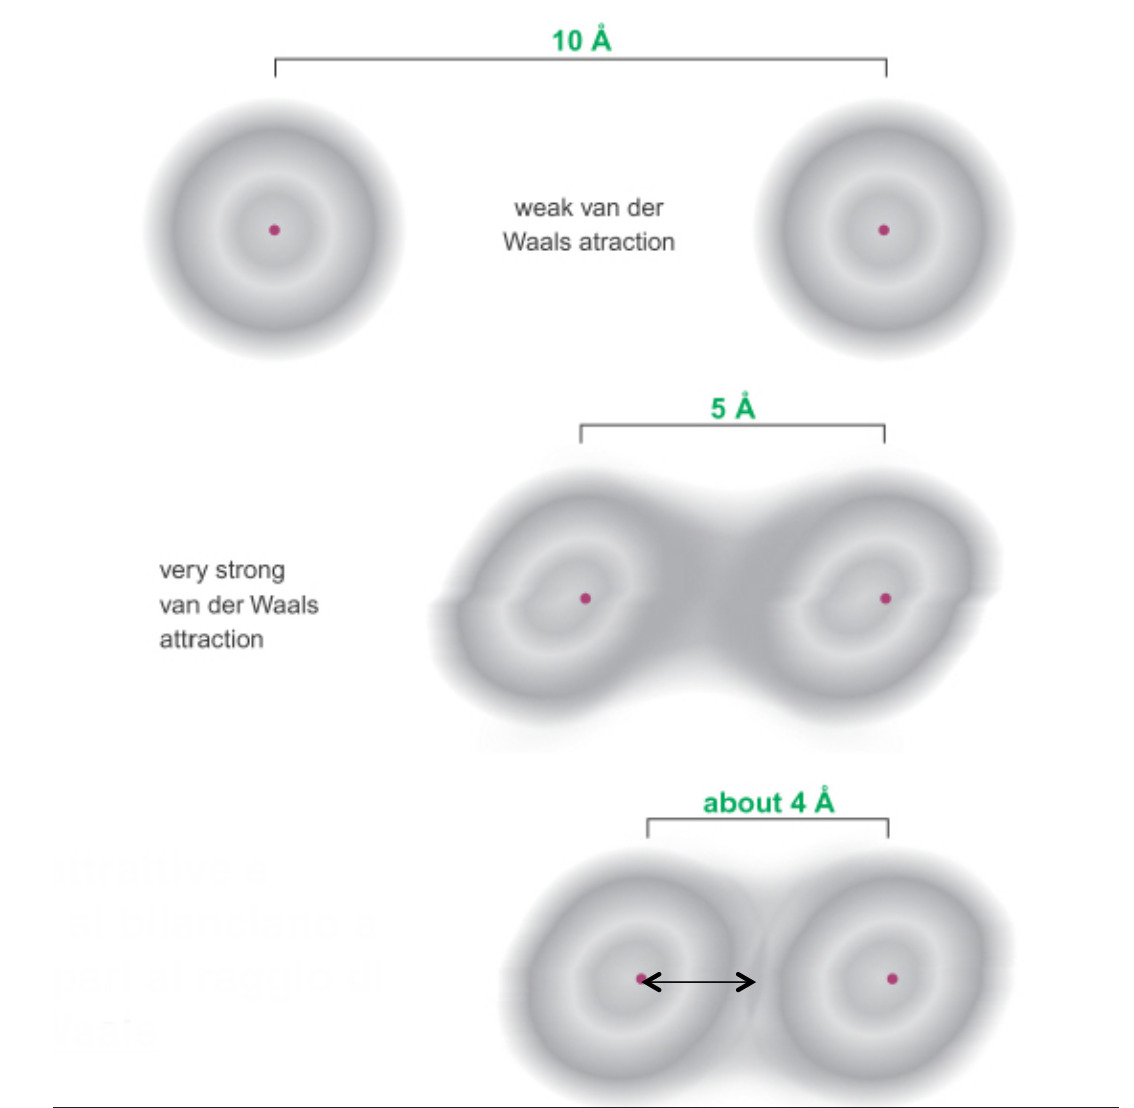 10 Å
weak van der
Waals atraction
5 Å
very strong
van der Waals
attraction
about 4 Å